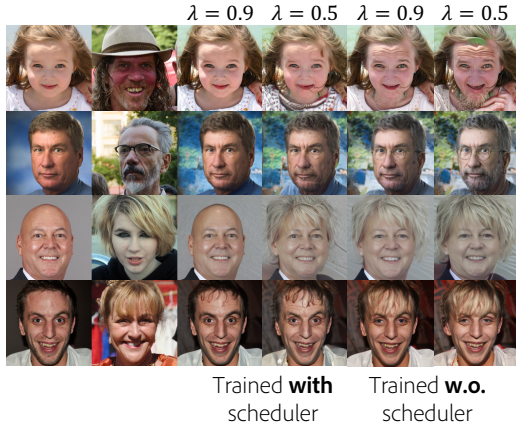 λ = 0.9 λ = 0.5 λ = 0.9 λ = 0.5
Trained with Trained w.o.
scheduler scheduler